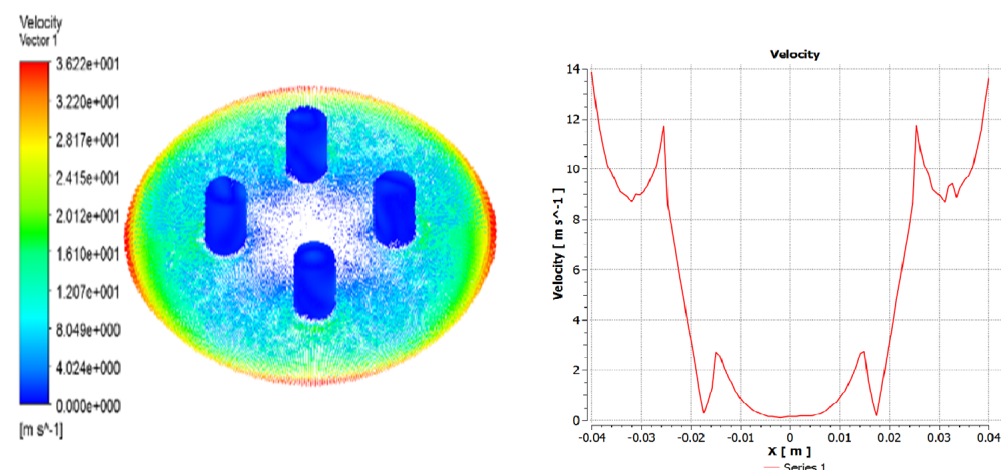 Velocity
Vector 1
3.622e+001
3.220e+001
2.817e+001
2.415e+001
2.012e+001
1.610e+001
1.207e+001
8.049e+000
4.024e+000
0.000e+000
[m s^-1]
Velocity
14
12
10
8
6
4
2
0
Velocity [ m s^-1 ]
-0.04 -0.03 -0.02 -0.01 0 0.01 0.02 0.03 0.04
X [ m ]
Series 1